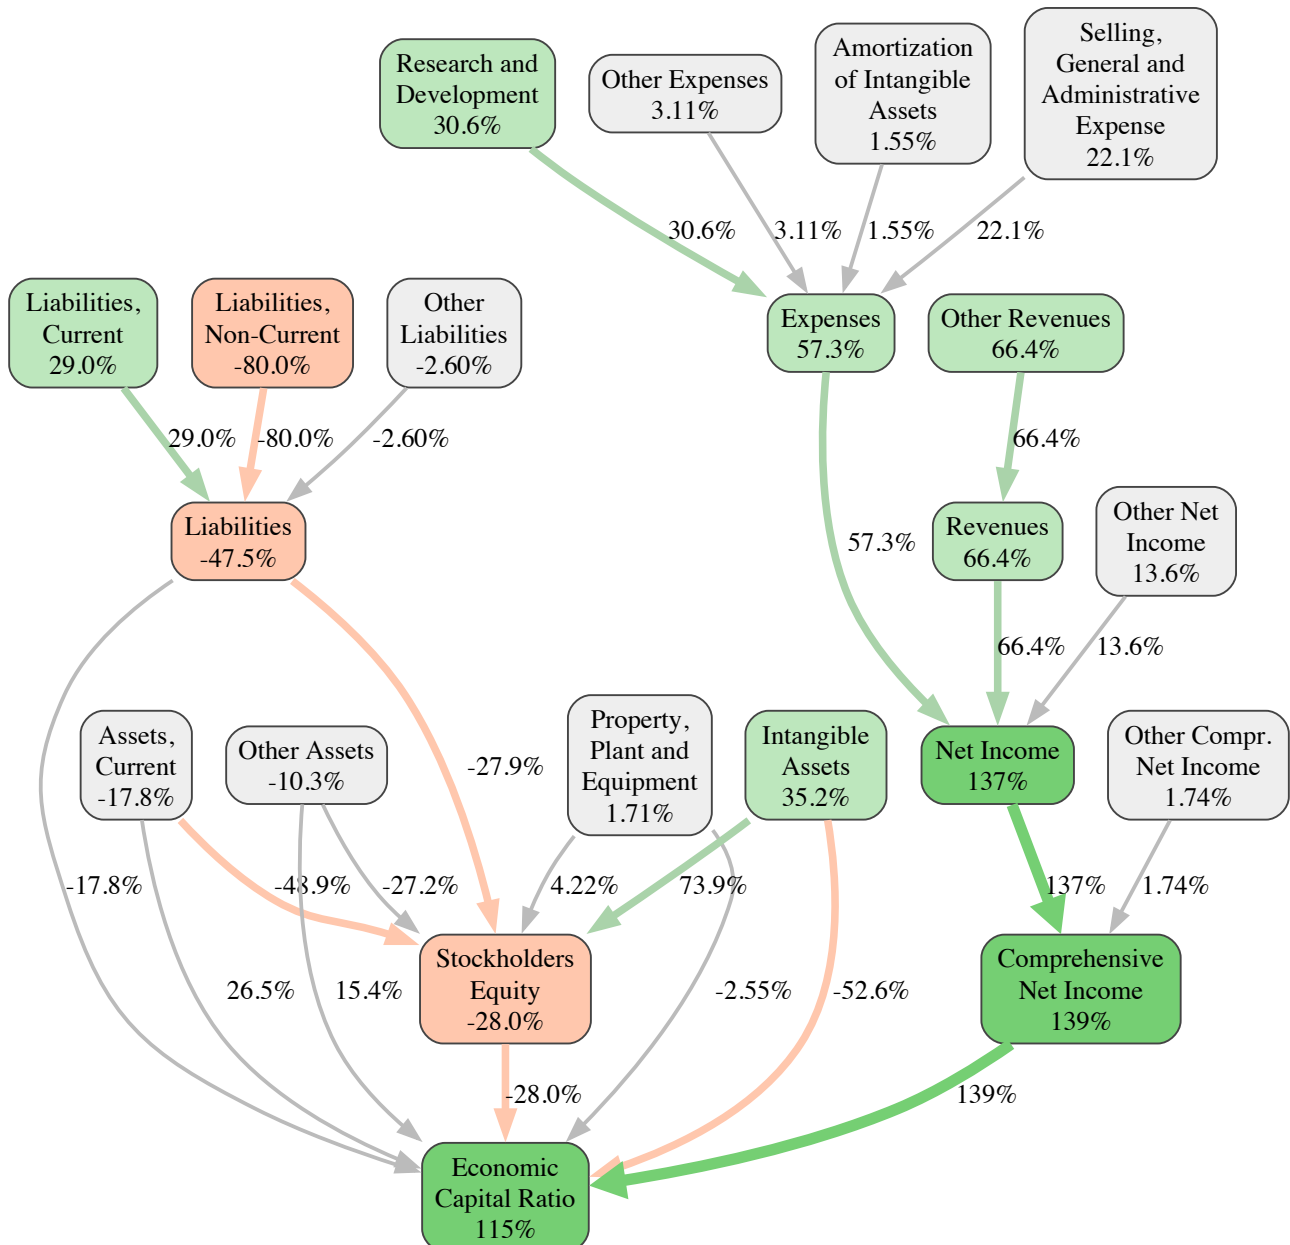 Research and
Development
30.6%
Other Expenses
3.11%
Amortization
of Intangible
Assets
1.55%
Selling,
General and
Administrative
Expense
22.1%
30.6%
3.11%
1.55%
22.1%
Liabilities,
Current
29.0%
Liabilities,
Non-Current
-80.0%
Other
Liabilities
-2.60%
Expenses
57.3%
Other Revenues
66.4%
29.0%
-80.0%
-2.60%
66.4%
Liabilities
-47.5%
57.3%
Revenues
66.4%
Other Net
Income
13.6%
66.4%
13.6%
Assets,
Current
-17.8%
Other Assets
-10.3%
-27.9%
Property,
Plant and
Equipment
1.71%
Intangible
Assets
35.2%
Net Income
137%
Other Compr.
Net Income
1.74%
-17.8%
-48.9%
-27.2%
4.22%
73.9%
137%
1.74%
26.5%
15.4%
Stockholders
Equity
-28.0%
-2.55%
-52.6%
Comprehensive
Net Income
139%
-28.0%
139%
Economic
Capital Ratio
115%